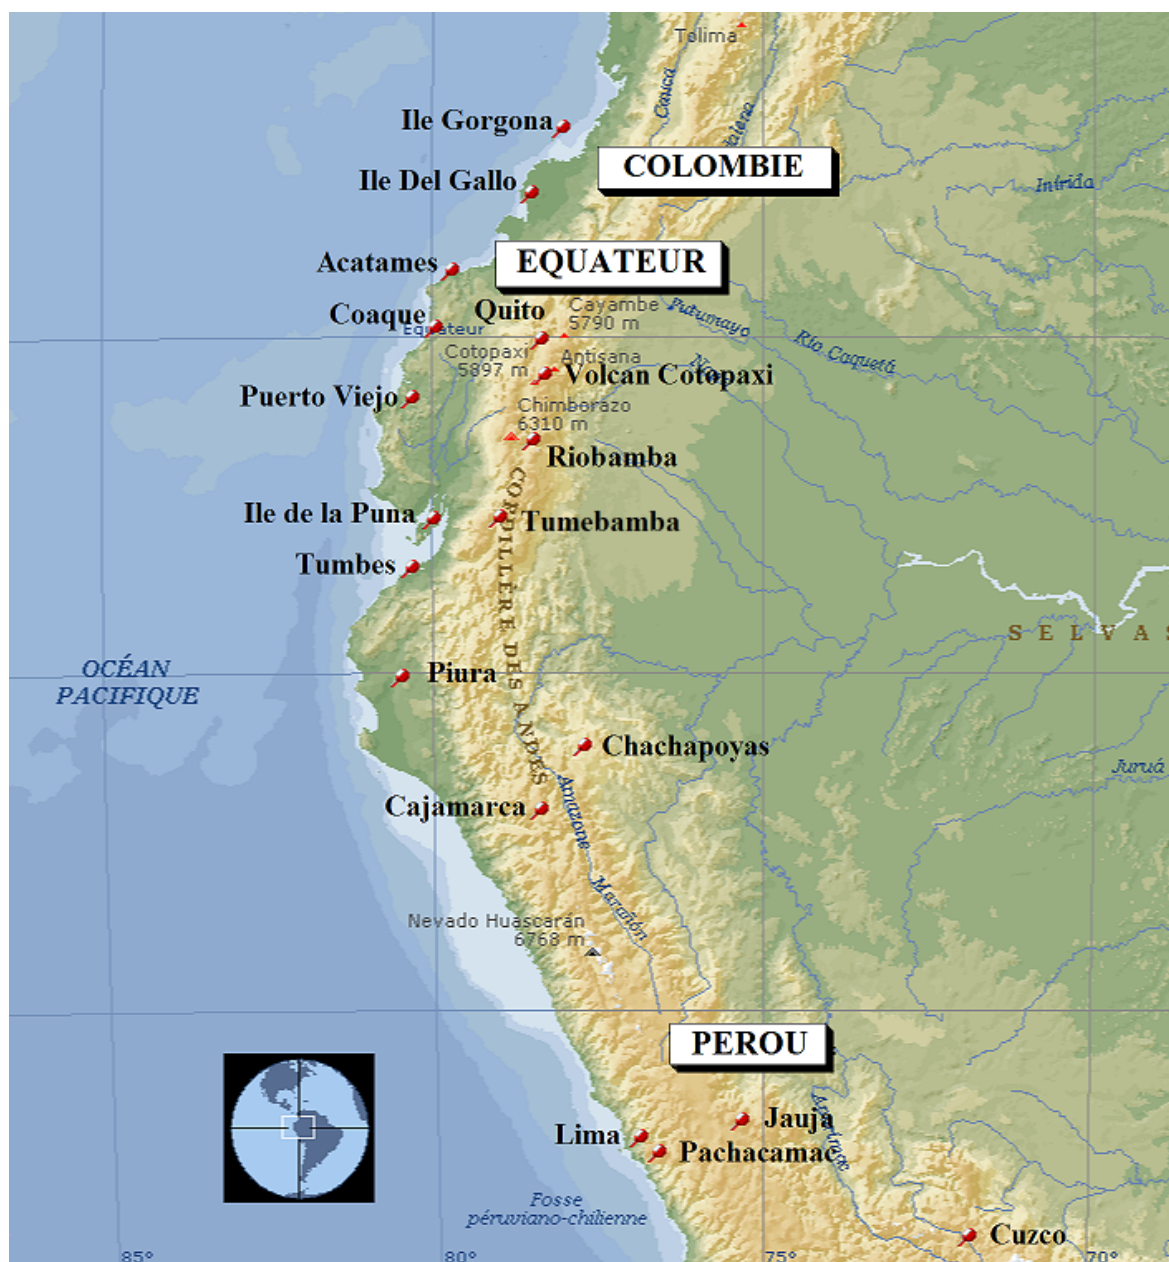 Tolima
Cauca
Ile Gorgona
COLOMBIE
Ile Del Gallo
Inírida
Acatames
EQUATEUR
Quito
Cayambe
5790 m
Coaque
Equateur
Putumayo
Río Caquetá
Cotopaxi
5897 m
Antisana
Volcan Cotopaxi
Puerto Viejo
Chimborazo
6310 m
Riobamba
Ile de la Puna
Tumebamba
Tumbes
CORDILLÈRE DES ANDES
SELVAS
OCÉAN
PACIFIQUE
Piura
Chachapoyas
Juruá
Cajamarca
Amazone
Marañón
Nevado Huascarán
6768 m
PEROU
Jauja
Lima
Pachacamac
Apurímac
Fosse
péruviano-chilienne
Cuzco
85°
80°
75°
70°